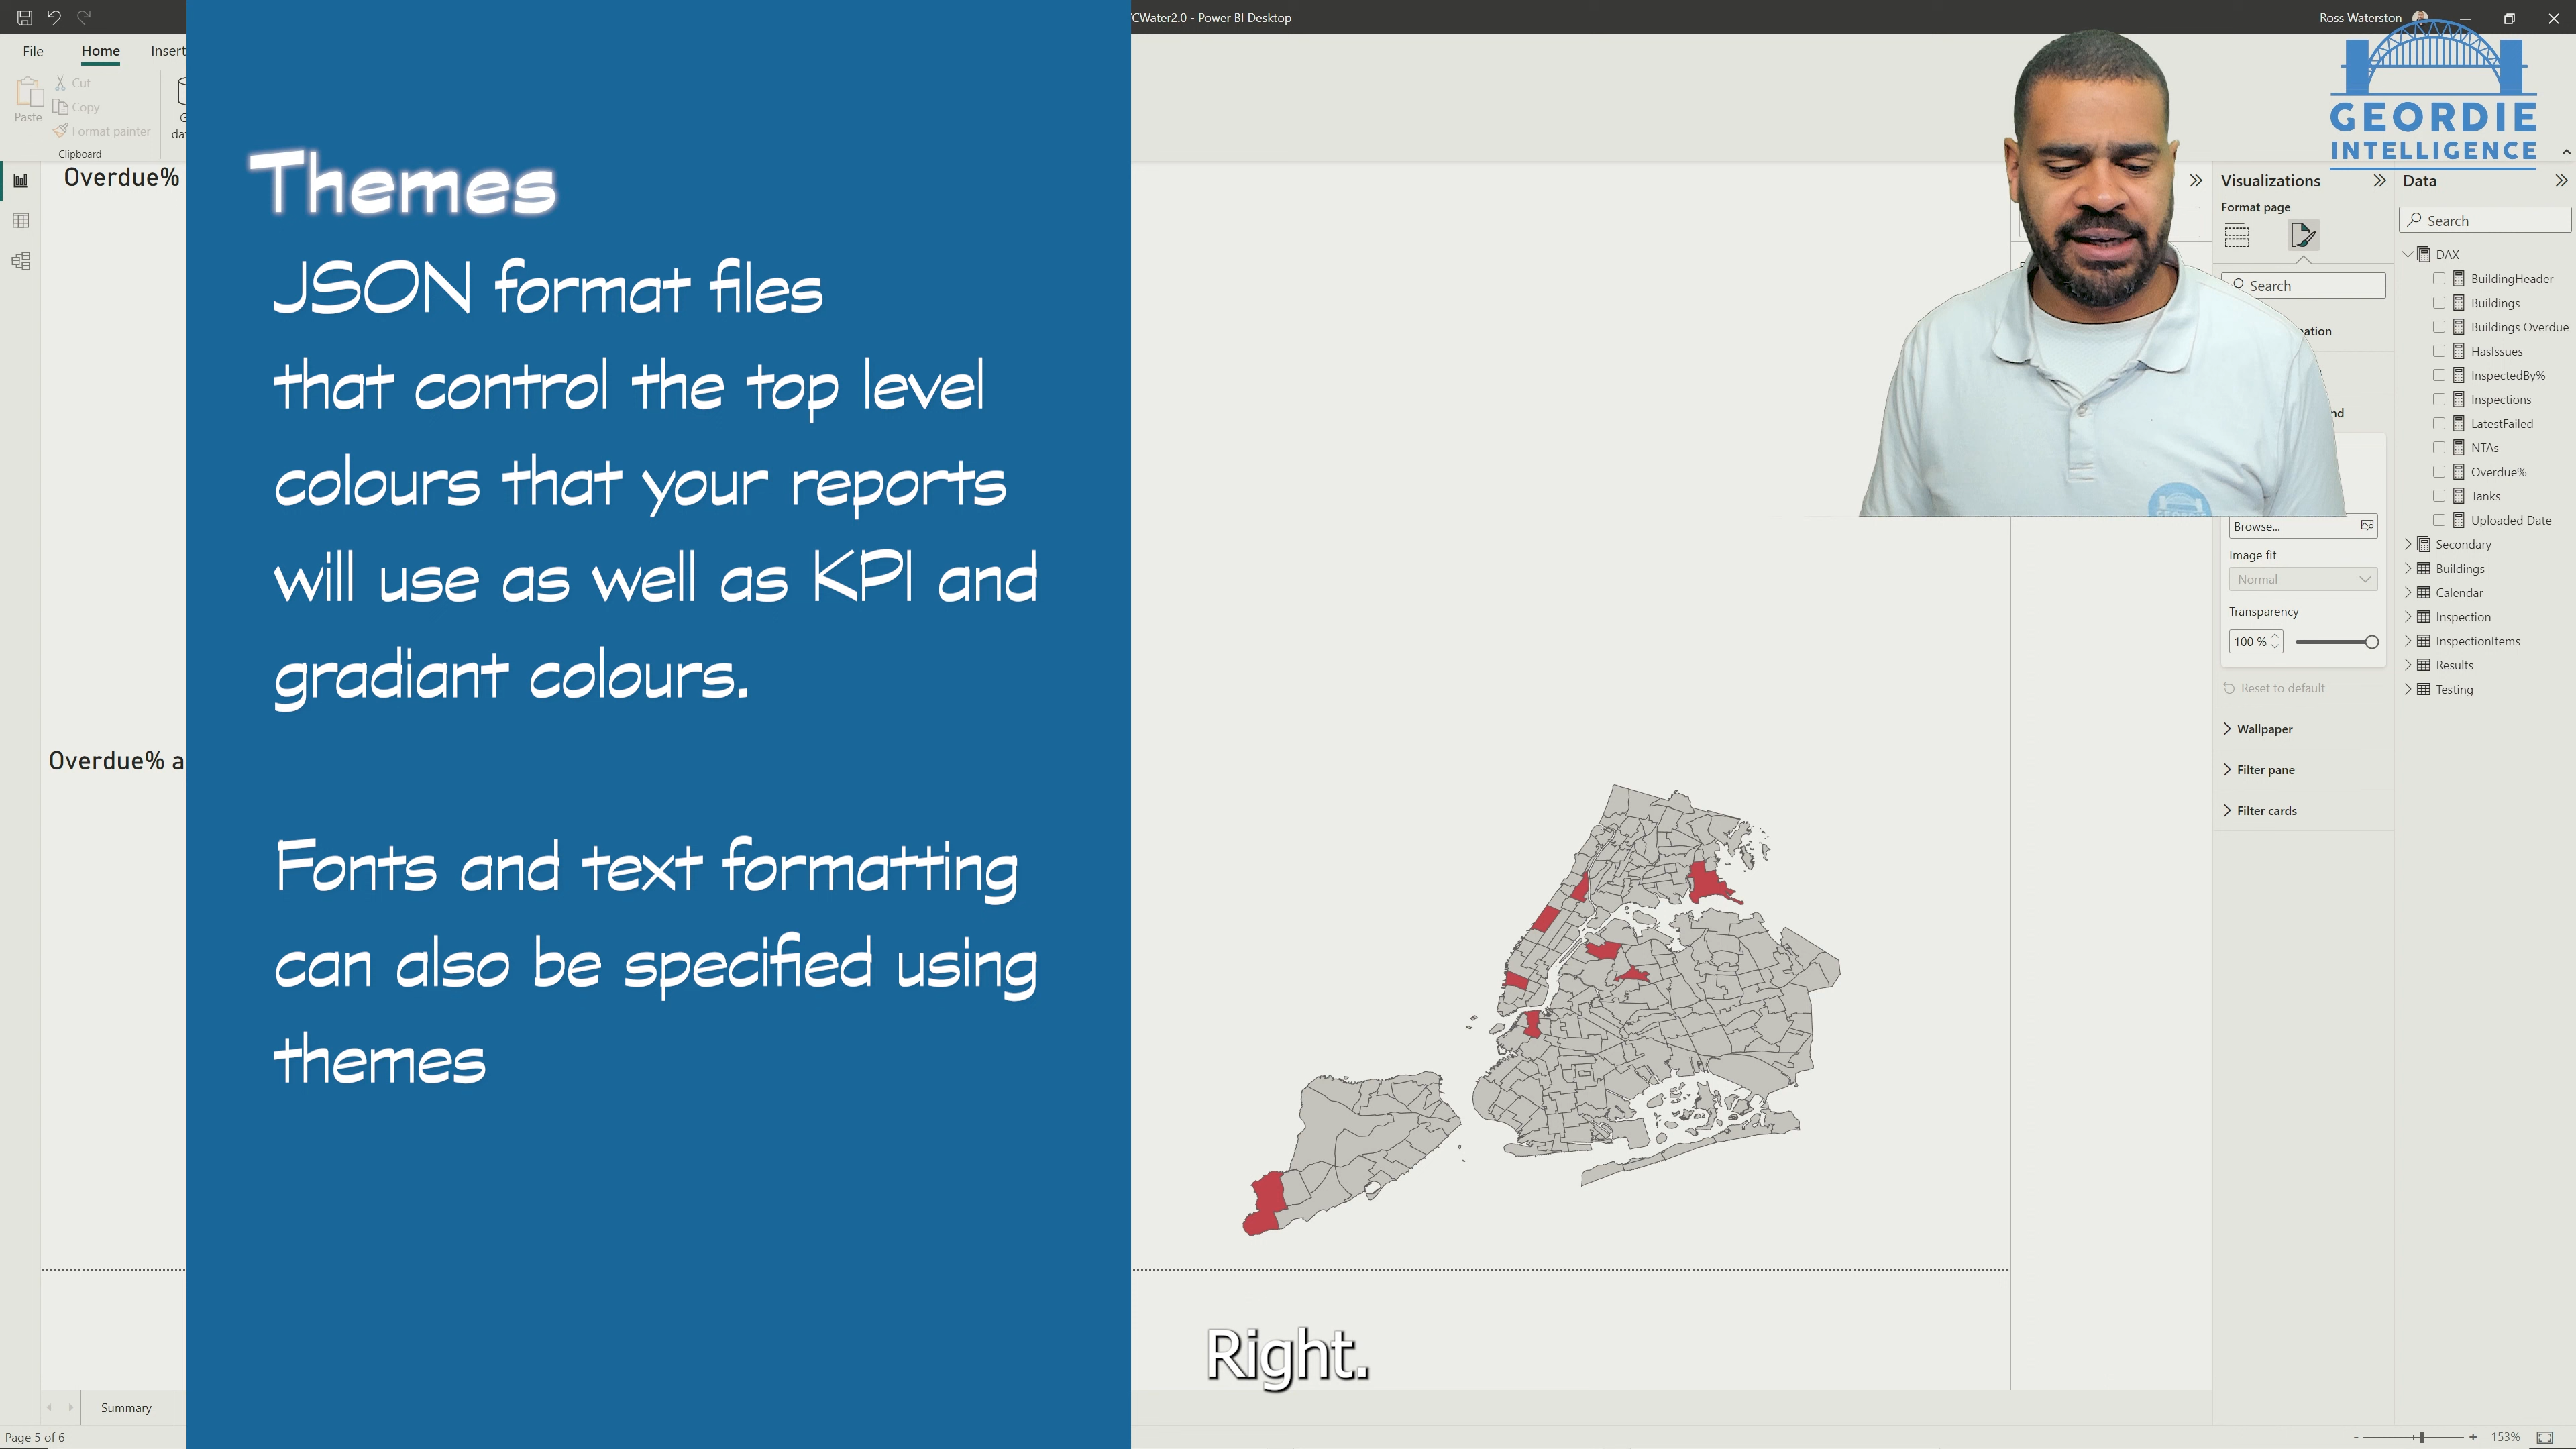 CWater2.0 - Power BI Desktop
Ross Waterston
File
Home
Insert
Paste
Cut
Copy
Format painter
Clipboard
GEORDIE
INTELLIGENCE
Overdue%
Overdue% a
Themes
JSON format files
that control the top level
colours that your reports
will use as well as KPI and
gradiant colours.
Fonts and text formatting
can also be specified using
themes
Visualizations
Format page
Search
nd
Browse...
Image fit
Normal
Transparency
100 %
Reset to default
Wallpaper
Filter pane
Filter cards
Data
Search
DAX
BuildingHeader
Buildings
Buildings Overdue
HasIssues
InspectedBy%
Inspections
LatestFailed
NTAs
Overdue%
Tanks
Uploaded Date
Secondary
Buildings
Calendar
Inspection
InspectionItems
Results
Testing
Right.
Summary
Page 5 of 6
- + 153%